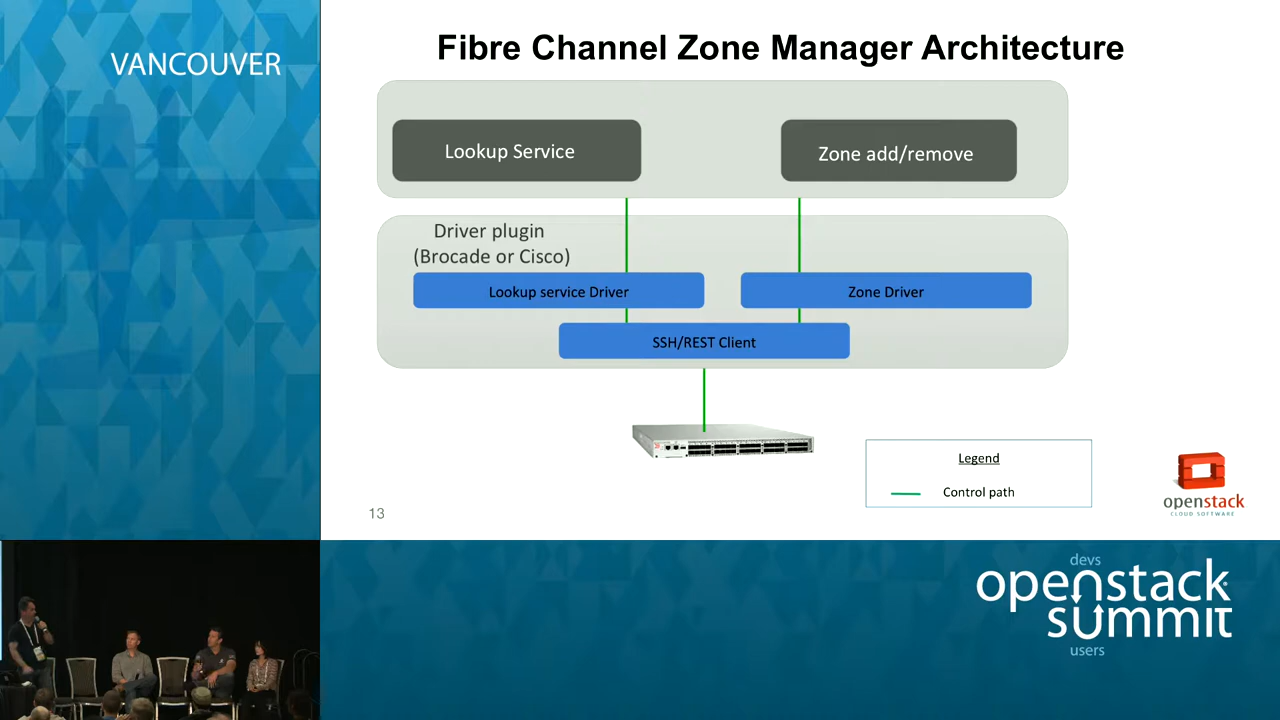 VANCOUVER
Fibre Channel Zone Manager Architecture
Lookup Service
Zone add/remove
Driver plugin
(Brocade or Cisco)
Lookup service Driver
Zone Driver
SSH/REST Client
Legend
Control path
13
openstack
CLOUD SOFTWARE
devs
openstack
summit
users